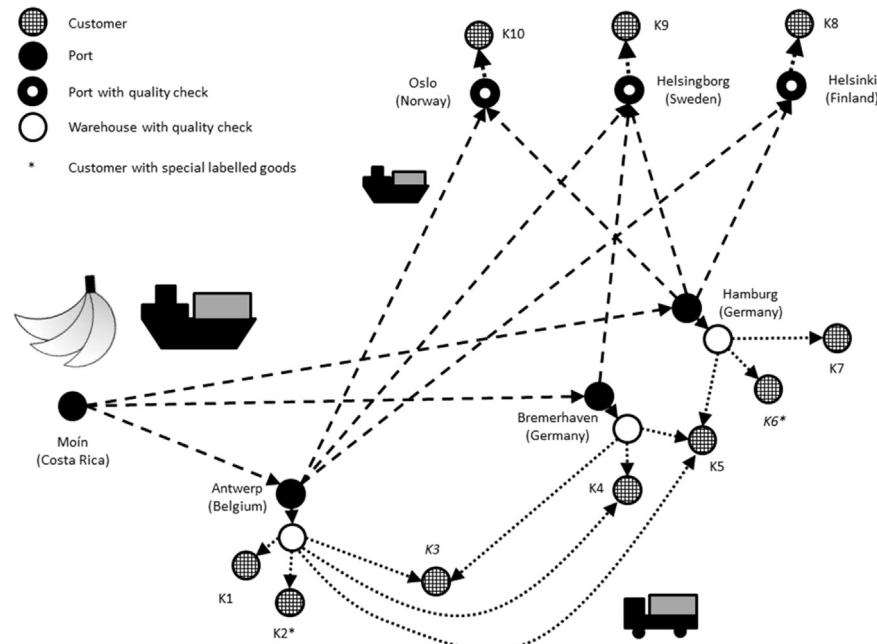 Customer
Port
Port with quality check
Warehouse with quality check
* Customer with special labelled goods
K10
K9
K8
Oslo
(Norway)
Helsingborg
(Sweden)
Helsinki
(Finland)
Hamburg
(Germany)
K7
K6*
Moín
(Costa Rica)
Bremerhaven
(Germany)
K5
Antwerp
(Belgium)
K4
K3
K1
K2*